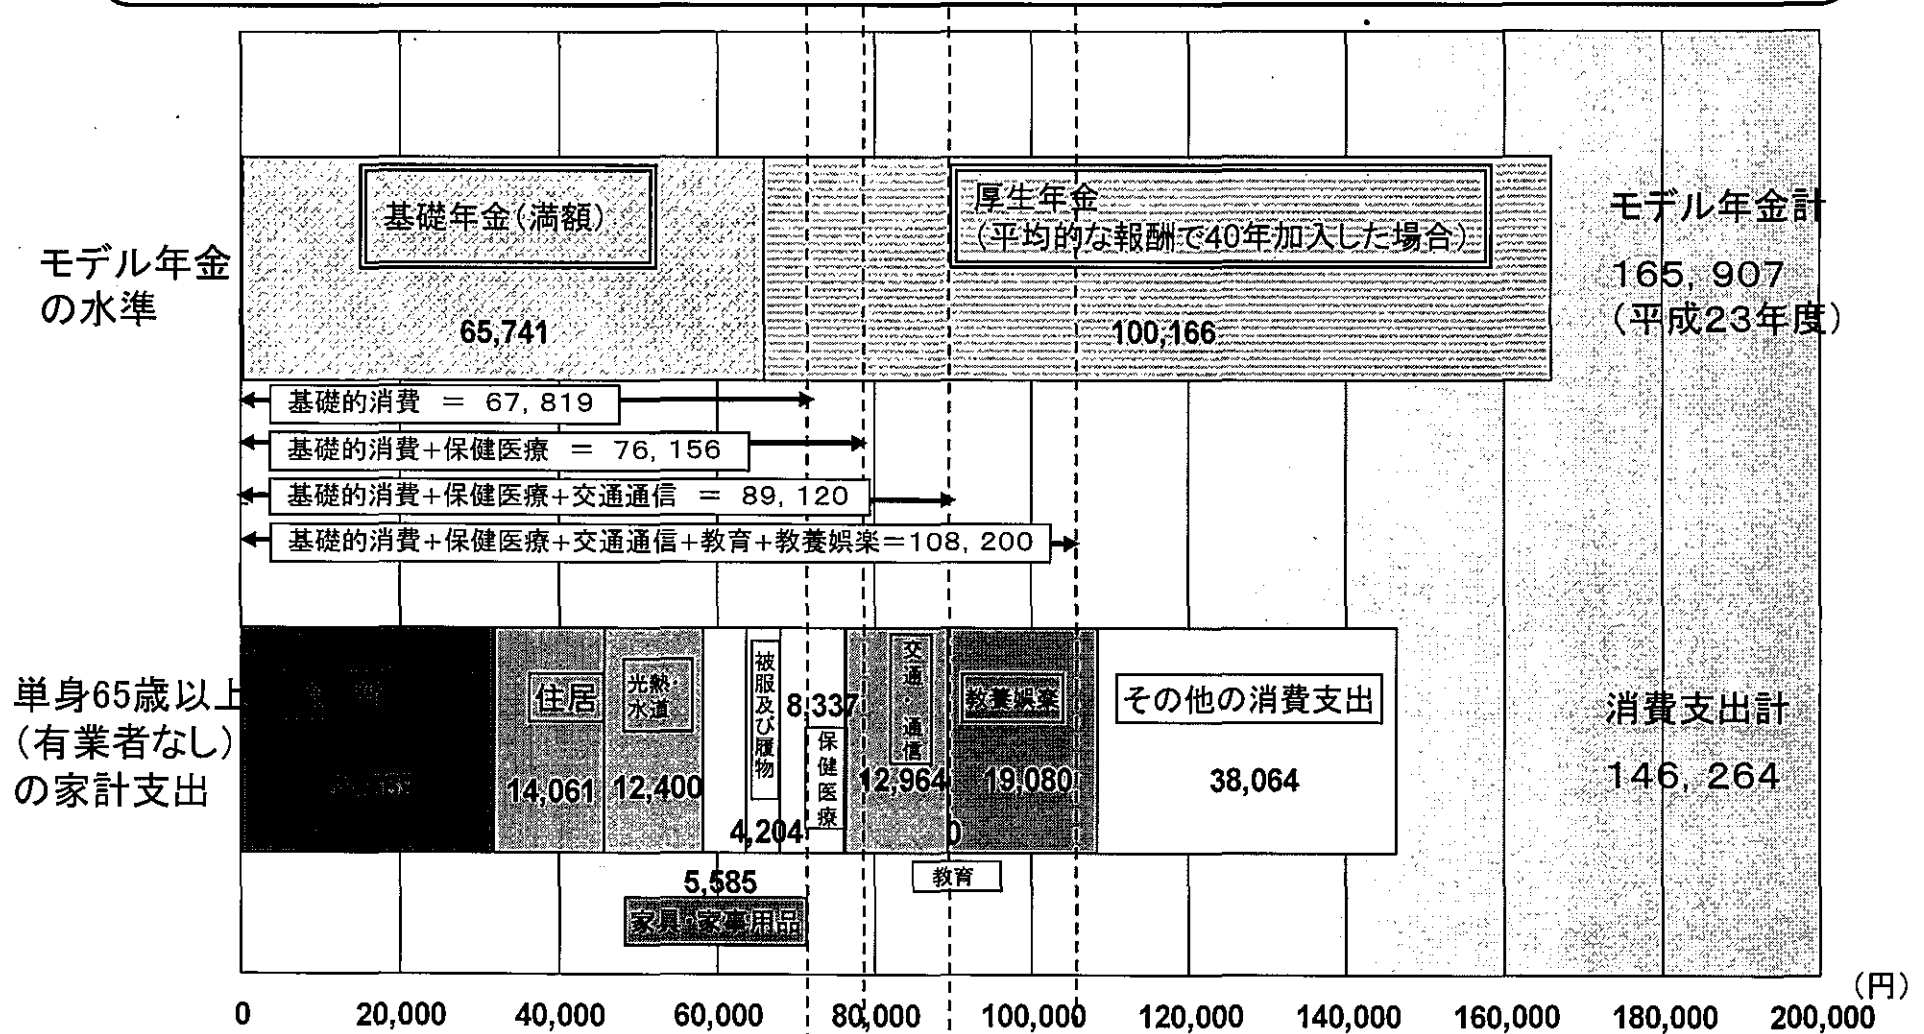 基礎年金(満額)
厚生年金
(平均的な報酬で40年加入した場合)
モデル年金計
165,907
(平成23年度)
モデル年金
の水準
65,741
100,166
基礎的消費 = 67,819
基礎的消費+保健医療 = 76,156
基礎的消費+保健医療+交通通信 = 89,120
基礎的消費+保健医療+交通通信+教育+教養娯楽=108,200
単身65歳以上
(有業者なし)
の家計支出
住居
14,061
光熱・
水道
12,400
被服及び履物
4,204
8,337
保健医療
交通・通信
12,964
教養娯楽
19,080
0
その他の消費支出
38,064
消費支出計
146,264
5,585
家具・家事用品
教育
(円)
0 20,000 40,000 60,000 80,000 100,000 120,000 140,000 160,000 180,000 200,000